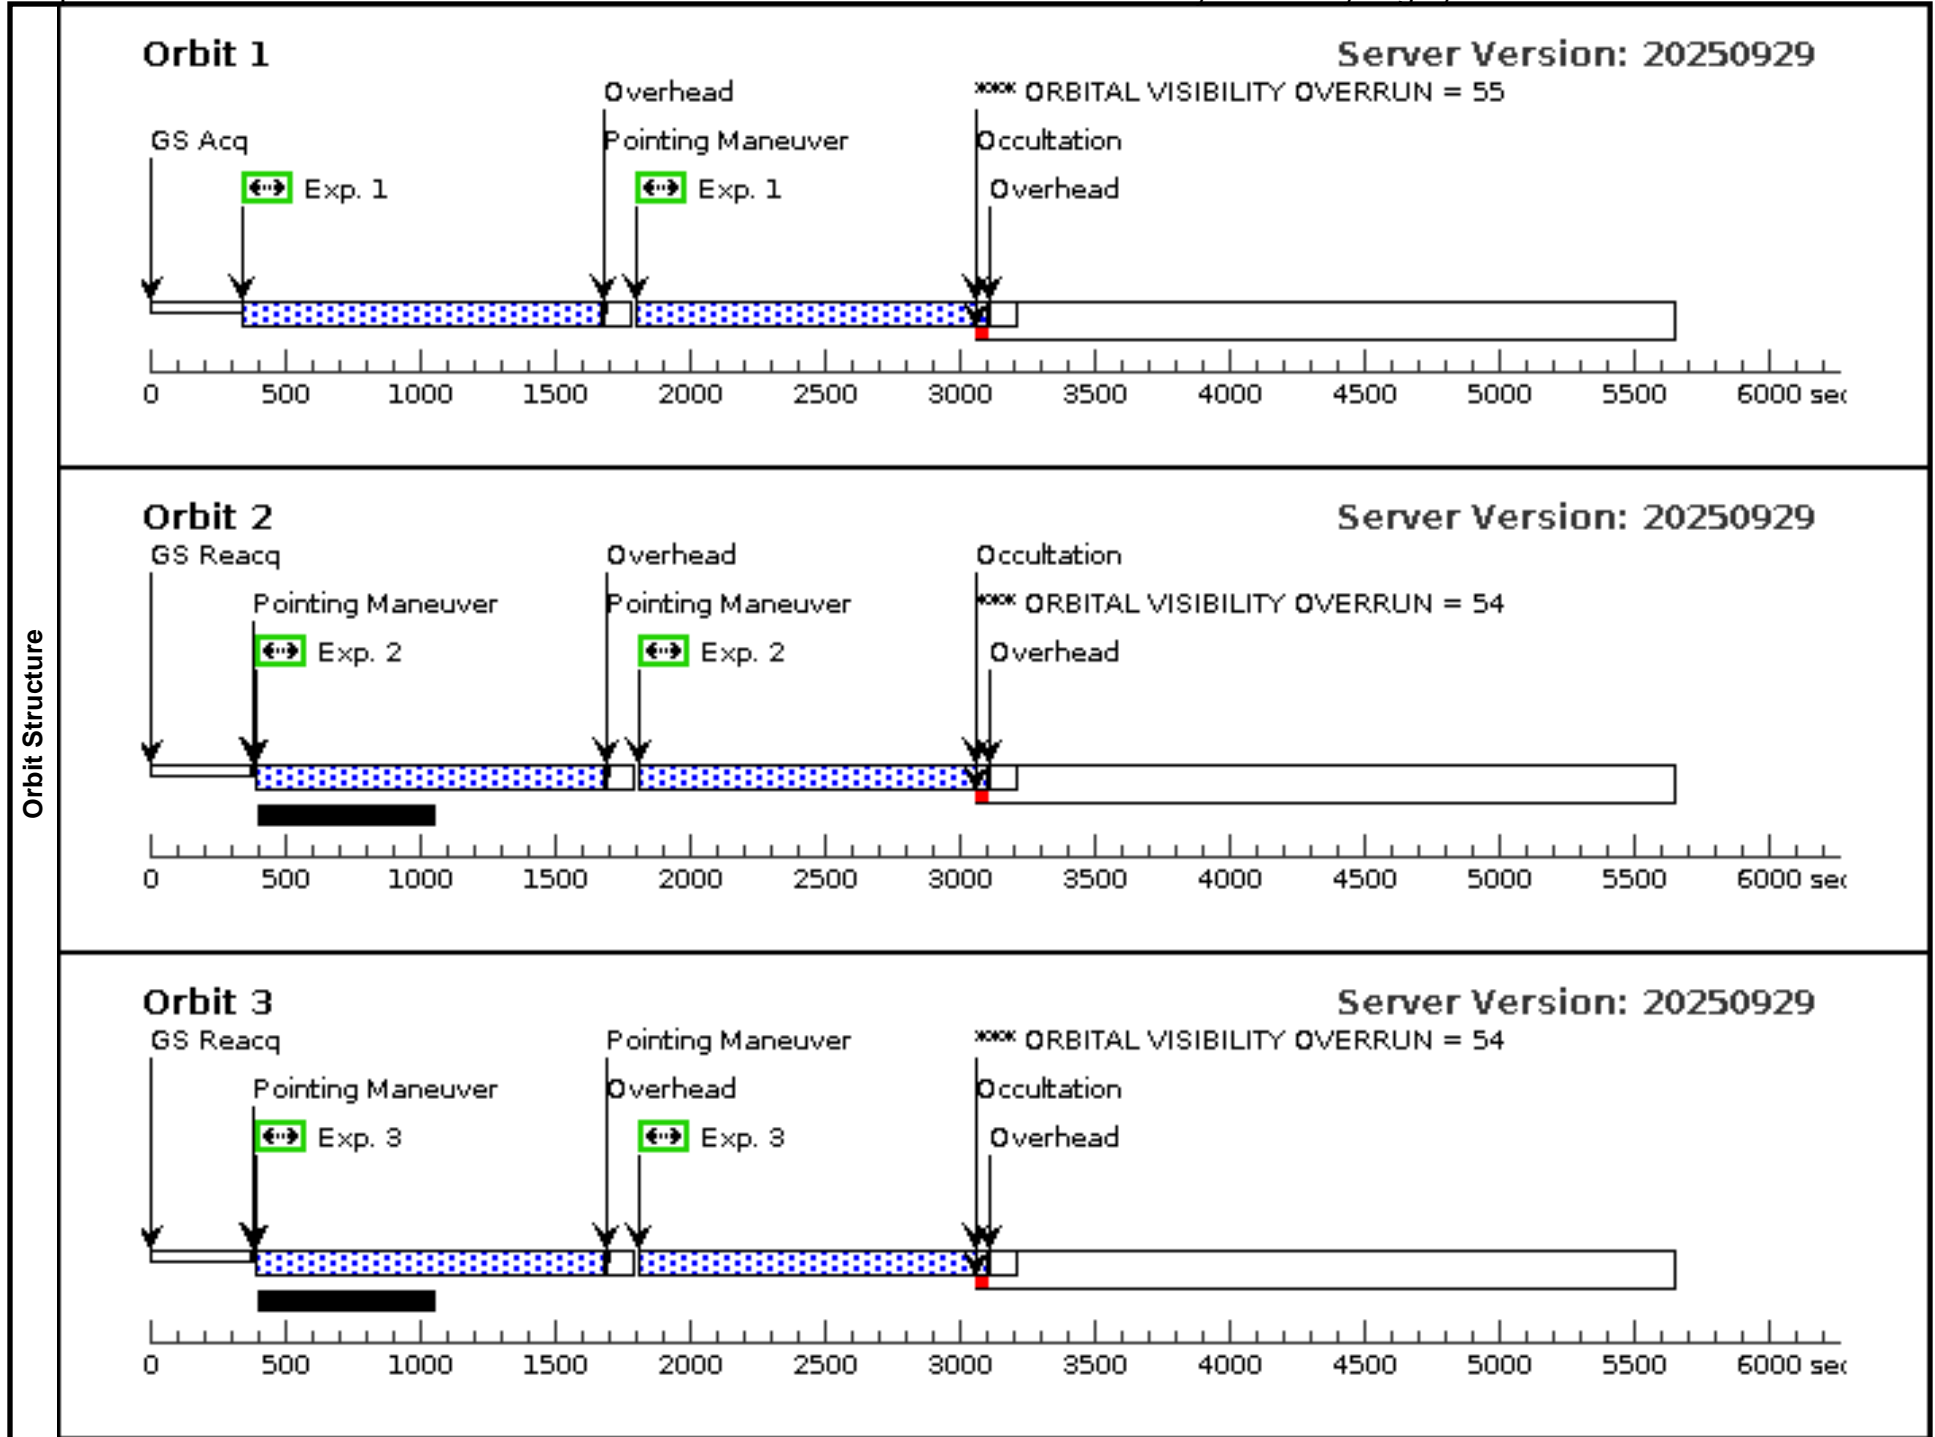 Orbit Structure
Orbit 1 Server Version: 20250929
Overhead *** ORBITAL VISIBILITY OVERRUN = 55
GS Acq Pointing Maneuver Occultation
Exp. 1 Exp. 1 Overhead
0 500 1000 1500 2000 2500 3000 3500 4000 4500 5000 5500 6000 sec
Orbit 2 Server Version: 20250929
GS Reacq Overhead Occultation
Pointing Maneuver Pointing Maneuver *** ORBITAL VISIBILITY OVERRUN = 54
Exp. 2 Exp. 2 Overhead
0 500 1000 1500 2000 2500 3000 3500 4000 4500 5000 5500 6000 sec
Orbit 3 Server Version: 20250929
GS Reacq Pointing Maneuver *** ORBITAL VISIBILITY OVERRUN = 54
Pointing Maneuver Overhead Occultation
Exp. 3 Exp. 3 Overhead
0 500 1000 1500 2000 2500 3000 3500 4000 4500 5000 5500 6000 sec